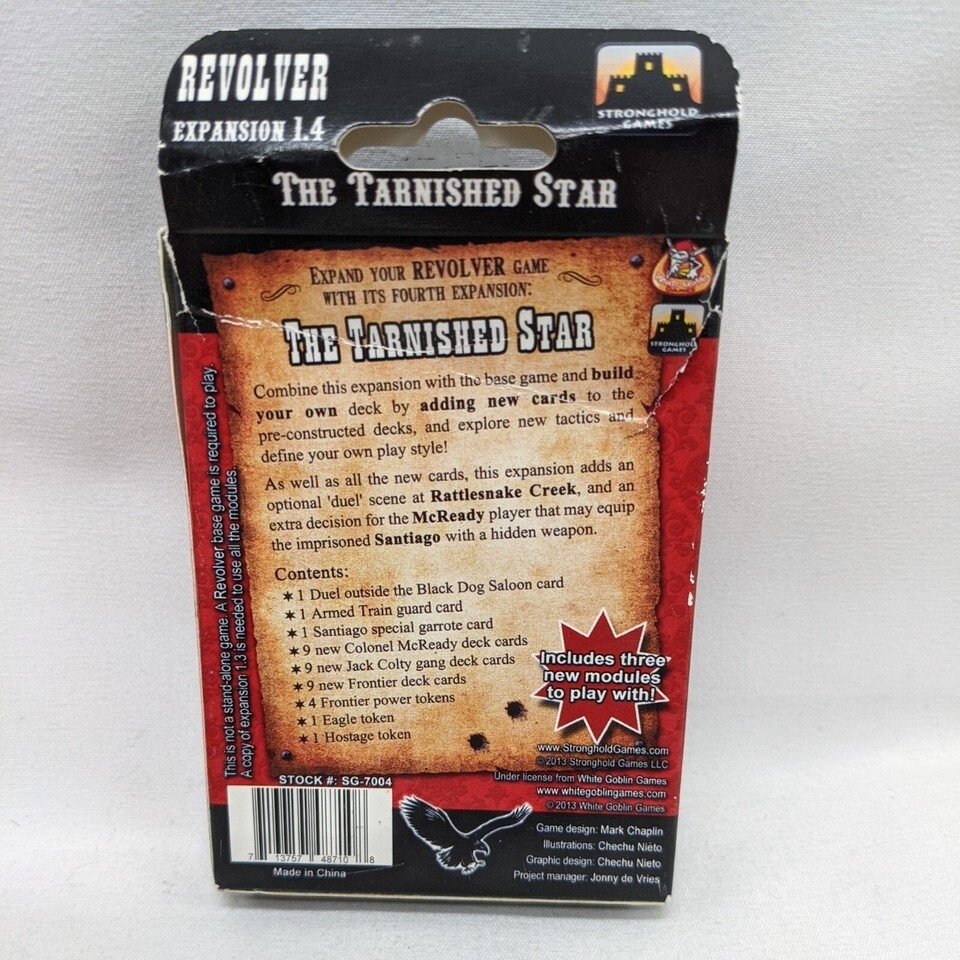 REVOLVER
EXPANSION 1.4
STRONGHOLD
GAMES
THE TARNISHED STAR
EXPAND YOUR REVOLVER GAME
WITH ITS FOURTH EXPANSION:
THE TARNISHED STAR
STRONGHOLD
GAMES
Combine this expansion with the base game and build
your own deck by adding new cards to the
pre-constructed decks, and explore new tactics and
define your own play style!
As well as all the new cards, this expansion adds an
optional 'duel' scene at Rattlesnake Creek, and an
extra decision for the McReady player that may equip
the imprisoned Santiago with a hidden weapon.
Contents:
✶ 1 Duel outside the Black Dog Saloon card
✶ 1 Armed Train guard card
✶ 1 Santiago special garrote card
✶ 9 new Colonel McReady deck cards
✶ 9 new Jack Colty gang deck cards
✶ 9 new Frontier deck cards
✶ 4 Frontier power tokens
✶ 1 Eagle token
✶ 1 Hostage token
Includes three
new modules
to play with!
This is not a stand-alone game. A Revolver base game is required to play.
A copy of expansion 1.3 is needed to use all the modules.
www.StrongholdGames.com
© 2013 Stronghold Games LLC
Under license from White Goblin Games
www.whitegoblingames.com
© 2013 White Goblin Games
STOCK #: SG-7004
7 13757 48710 8
Made in China
Game design: Mark Chaplin
Illustrations: Chechu Nieto
Graphic design: Chechu Nieto
Project manager: Jonny de Vries